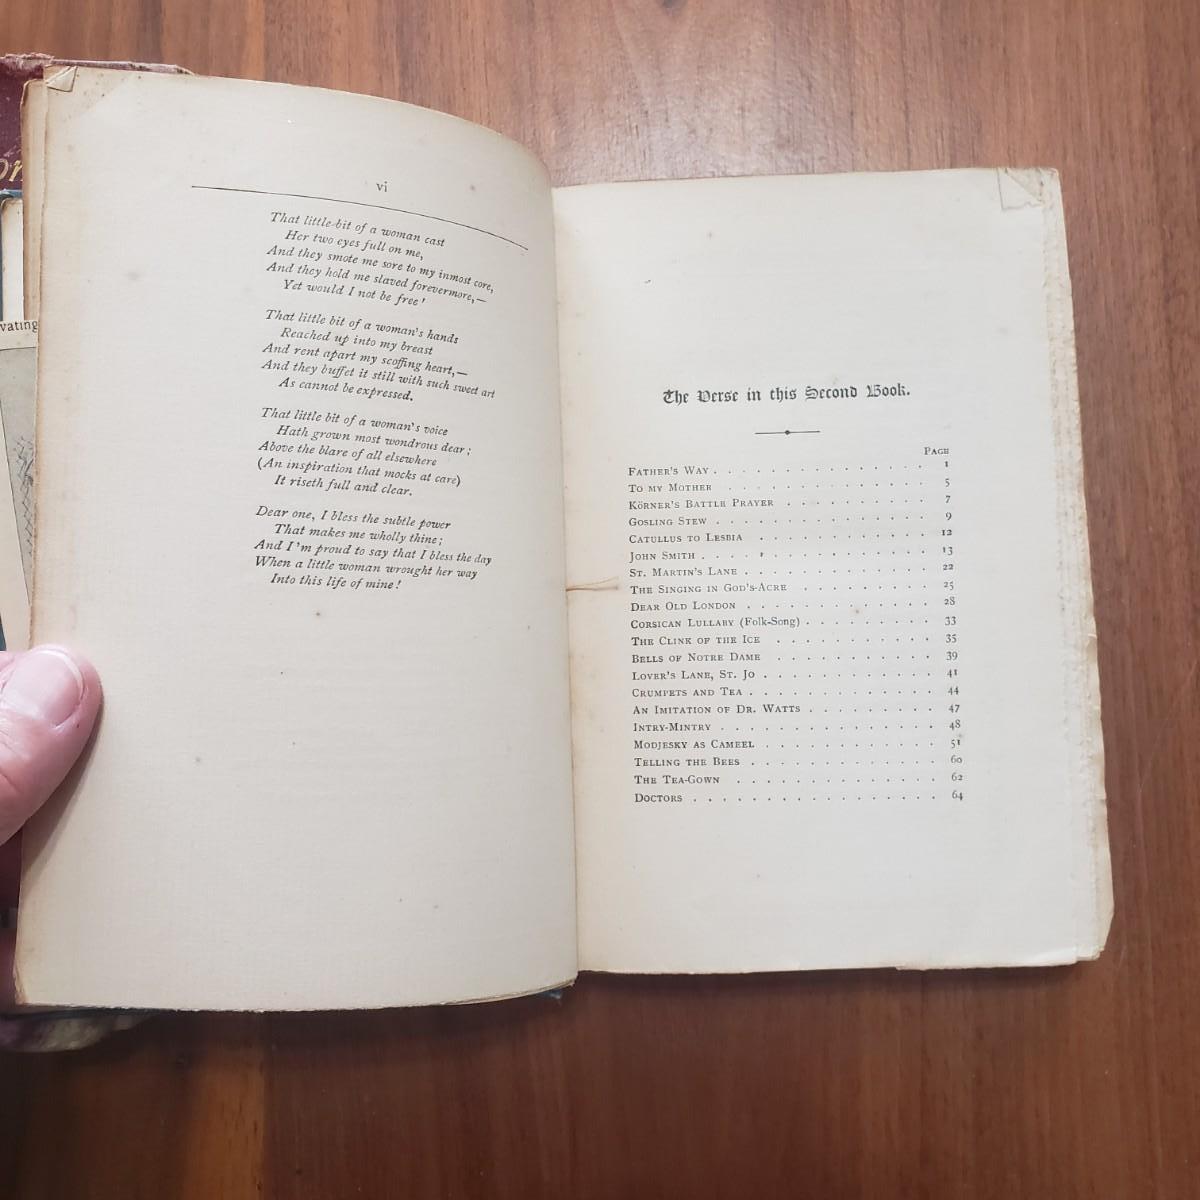 or
vating
vi
That little bit of a woman cast
Her two eyes full on me,
And they smote me sore to my inmost core,
And they hold me slaved forevermore,—
Yet would I not be free!
That little bit of a woman's hands
Reached up into my breast
And rent apart my scoffing heart,—
And they buffet it still with such sweet art
As cannot be expressed.
That little bit of a woman's voice
Hath grown most wondrous dear;
Above the blare of all elsewhere
(An inspiration that mocks at care)
It riseth full and clear.
Dear one, I bless the subtle power
That makes me wholly thine;
And I'm proud to say that I bless the day
When a little woman wrought her way
Into this life of mine!
The Verse in this Second Book.
PAGE
FATHER'S WAY . . . . . . . . . . . . . . . 1
TO MY MOTHER . . . . . . . . . . . . . . 5
KÖRNER'S BATTLE PRAYER . . . . . . . . . . 7
GOSLING STEW . . . . . . . . . . . . . . . 9
CATULLUS TO LESBIA . . . . . . . . . . . . 12
JOHN SMITH . . . . . . . . . . . . . . . . 13
ST. MARTIN'S LANE . . . . . . . . . . . . . 22
THE SINGING IN GOD'S-ACRE . . . . . . . . . 25
DEAR OLD LONDON . . . . . . . . . . . . . 28
CORSICAN LULLABY (Folk-Song) . . . . . . . . . 33
THE CLINK OF THE ICE . . . . . . . . . . . 35
BELLS OF NOTRE DAME . . . . . . . . . . . 39
LOVER'S LANE, ST. JO . . . . . . . . . . . . 41
CRUMPETS AND TEA . . . . . . . . . . . . . 44
AN IMITATION OF DR. WATTS . . . . . . . . . 47
INTRY-MINTRY . . . . . . . . . . . . . . . 48
MODJESKY AS CAMEEL . . . . . . . . . . . . 51
TELLING THE BEES . . . . . . . . . . . . . 60
THE TEA-GOWN . . . . . . . . . . . . . . 62
DOCTORS . . . . . . . . . . . . . . . . . 64